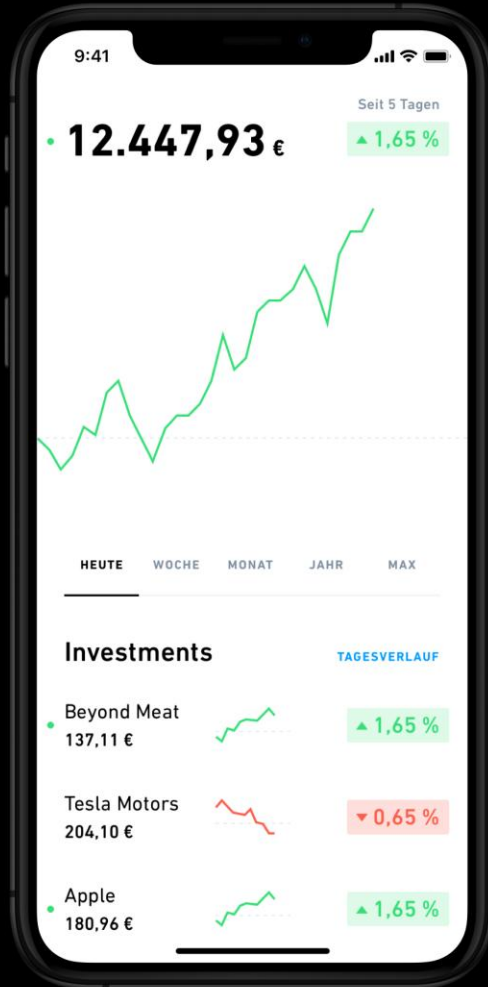 9:41
Seit 5 Tagen
12.447,93 €
▲ 1,65 %
HEUTE WOCHE MONAT JAHR MAX
Investments
TAGESVERLAUF
Beyond Meat
137,11 €
▲ 1,65 %
Tesla Motors
204,10 €
▼ 0,65 %
Apple
180,96 €
▲ 1,65 %